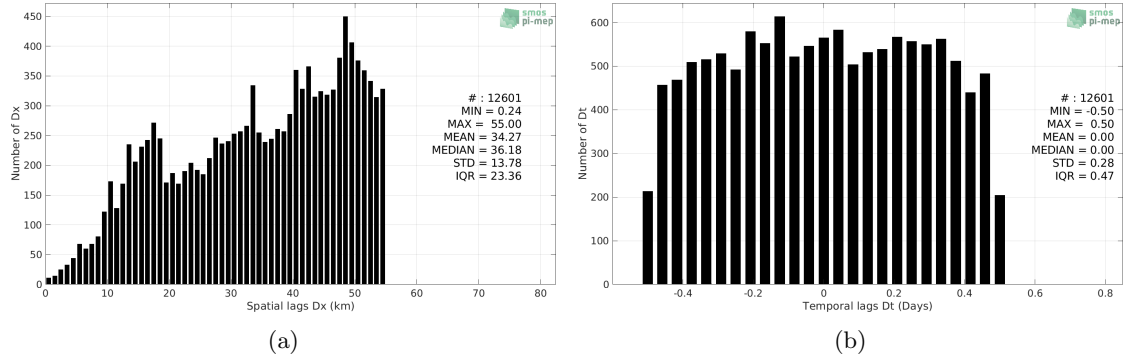 smos
pi-mep
450
400
350
300
250
200
150
100
50
0
Number of Dx
# : 12601
MIN = 0.24
MAX = 55.00
MEAN = 34.27
MEDIAN = 36.18
STD = 13.78
IQR = 23.36
0 10 20 30 40 50 60 70 80
Spatial lags Dx (km)
(a)
smos
pi-mep
600
500
400
300
200
100
0
Number of Dt
# : 12601
MIN = -0.50
MAX = 0.50
MEAN = 0.00
MEDIAN = 0.00
STD = 0.28
IQR = 0.47
-0.4 -0.2 0 0.2 0.4 0.6 0.8
Temporal lags Dt (Days)
(b)